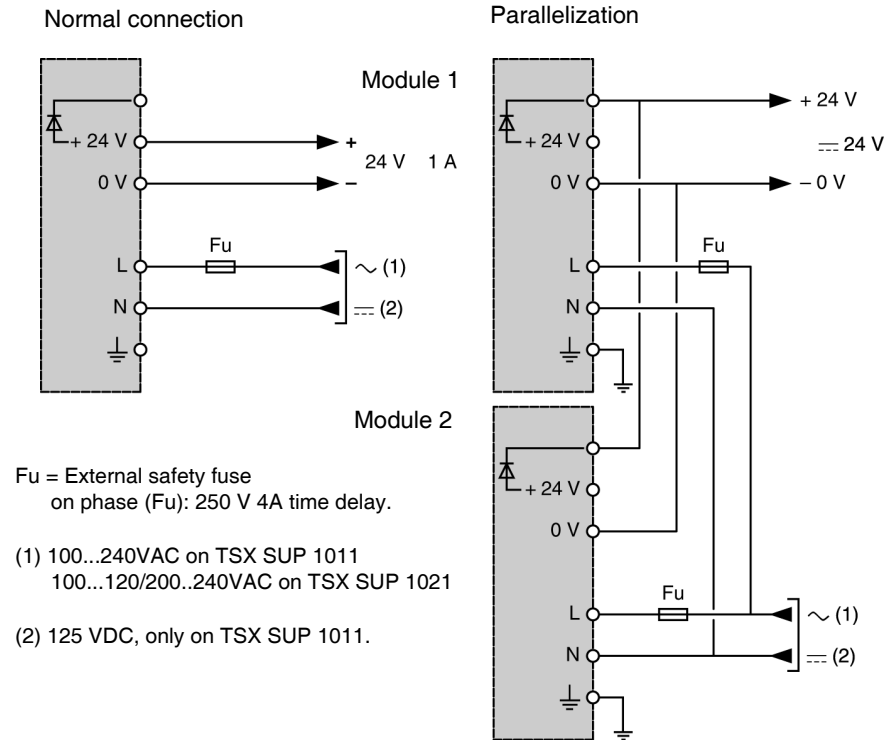 Normal connection
Parallelization
Module 1
+ 24 V
+
24 V 1 A
0 V
–
Fu
L
∼ (1)
N
⎓ (2)
+ 24 V
+ 24 V
⎓ 24 V
0 V
– 0 V
Fu
L
N
Module 2
+ 24 V
0 V
Fu
L
∼ (1)
N
⎓ (2)
Fu = External safety fuse
on phase (Fu): 250 V 4A time delay.
(1) 100...240VAC on TSX SUP 1011
100...120/200..240VAC on TSX SUP 1021
(2) 125 VDC, only on TSX SUP 1011.